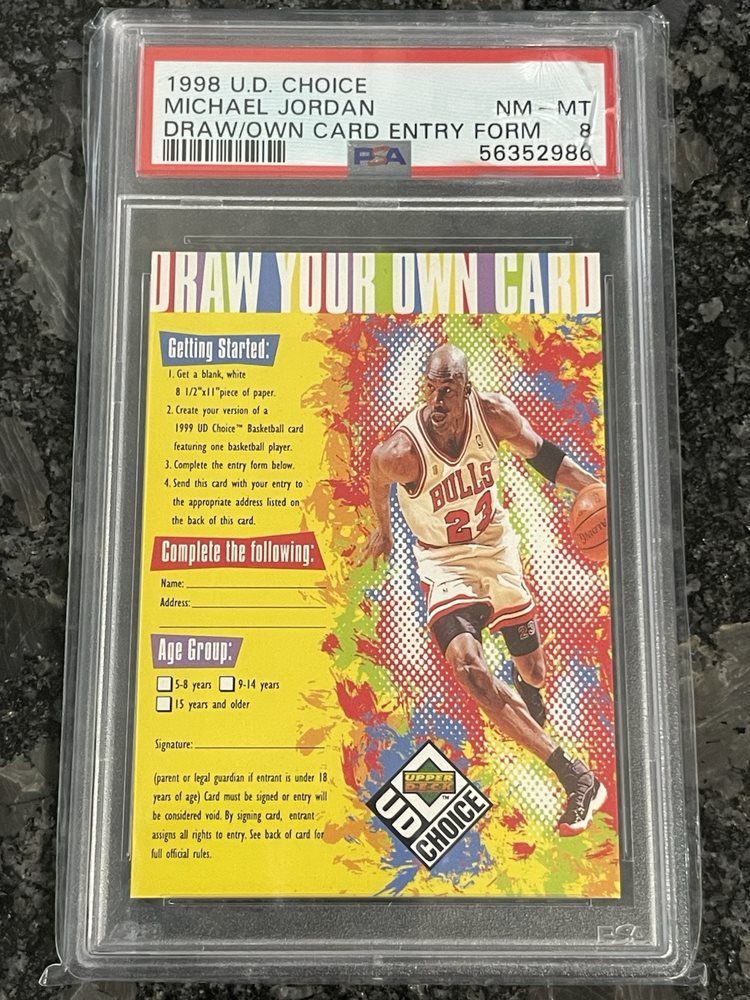 1998 U.D. CHOICE
MICHAEL JORDAN NM-MT
DRAW/OWN CARD ENTRY FORM 8
PSA 56352986
DRAW YOUR OWN CARD
Getting Started:
1. Get a blank, white
8 1/2"x11" piece of paper.
2. Create your version of a
1999 UD Choice™ Basketball card
featuring one basketball player.
3. Complete the entry form below.
4. Send this card with your entry to
the appropriate address listed on
the back of this card.
Complete the following:
Name:
Address:
Age Group:
5-8 years 9-14 years
15 years and older
Signature:
(parent or legal guardian if entrant is under 18
years of age) Card must be signed or entry will
be considered void. By signing card, entrant
assigns all rights to entry. See back of card for
full official rules.
BULLS
23
23
SPALDING
UPPER
DECK
™
UD
CHOICE
PSA